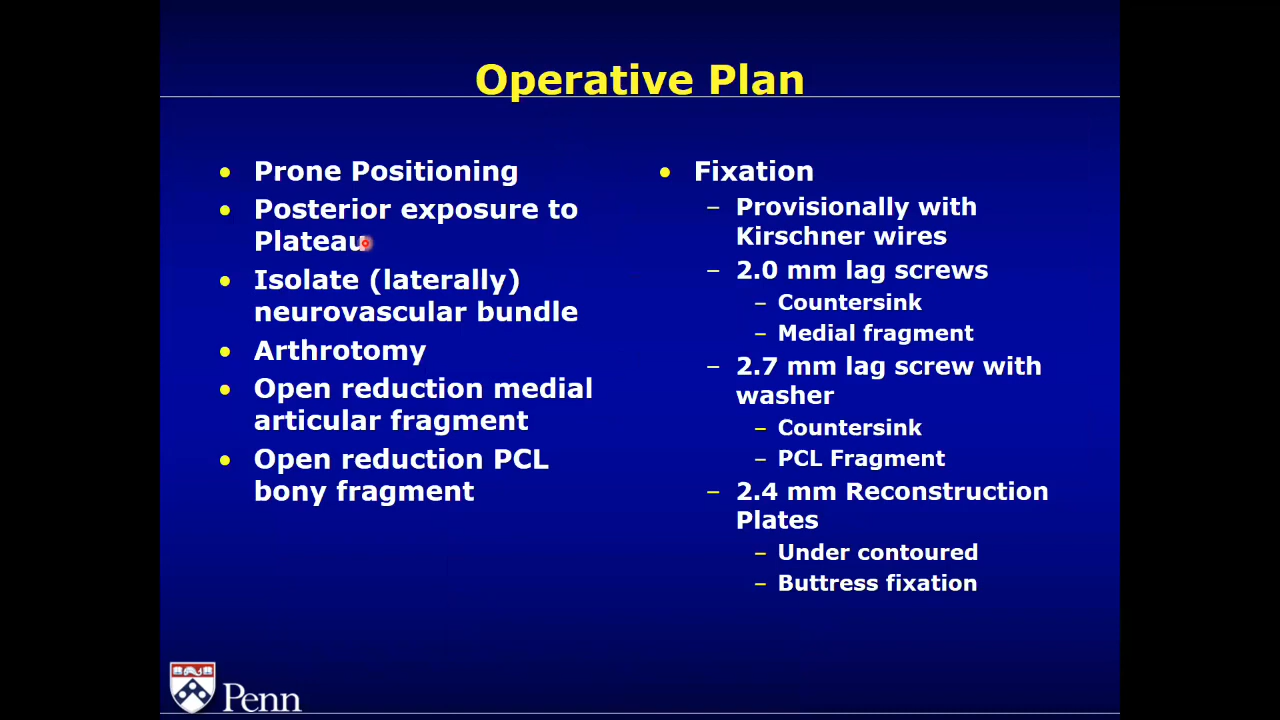 Operative Plan
• Prone Positioning
• Posterior exposure to
Plateau
• Isolate (laterally)
neurovascular bundle
• Arthrotomy
• Open reduction medial
articular fragment
• Open reduction PCL
bony fragment
• Fixation
– Provisionally with
Kirschner wires
– 2.0 mm lag screws
– Countersink
– Medial fragment
– 2.7 mm lag screw with
washer
– Countersink
– PCL Fragment
– 2.4 mm Reconstruction
Plates
– Under contoured
– Buttress fixation
Penn